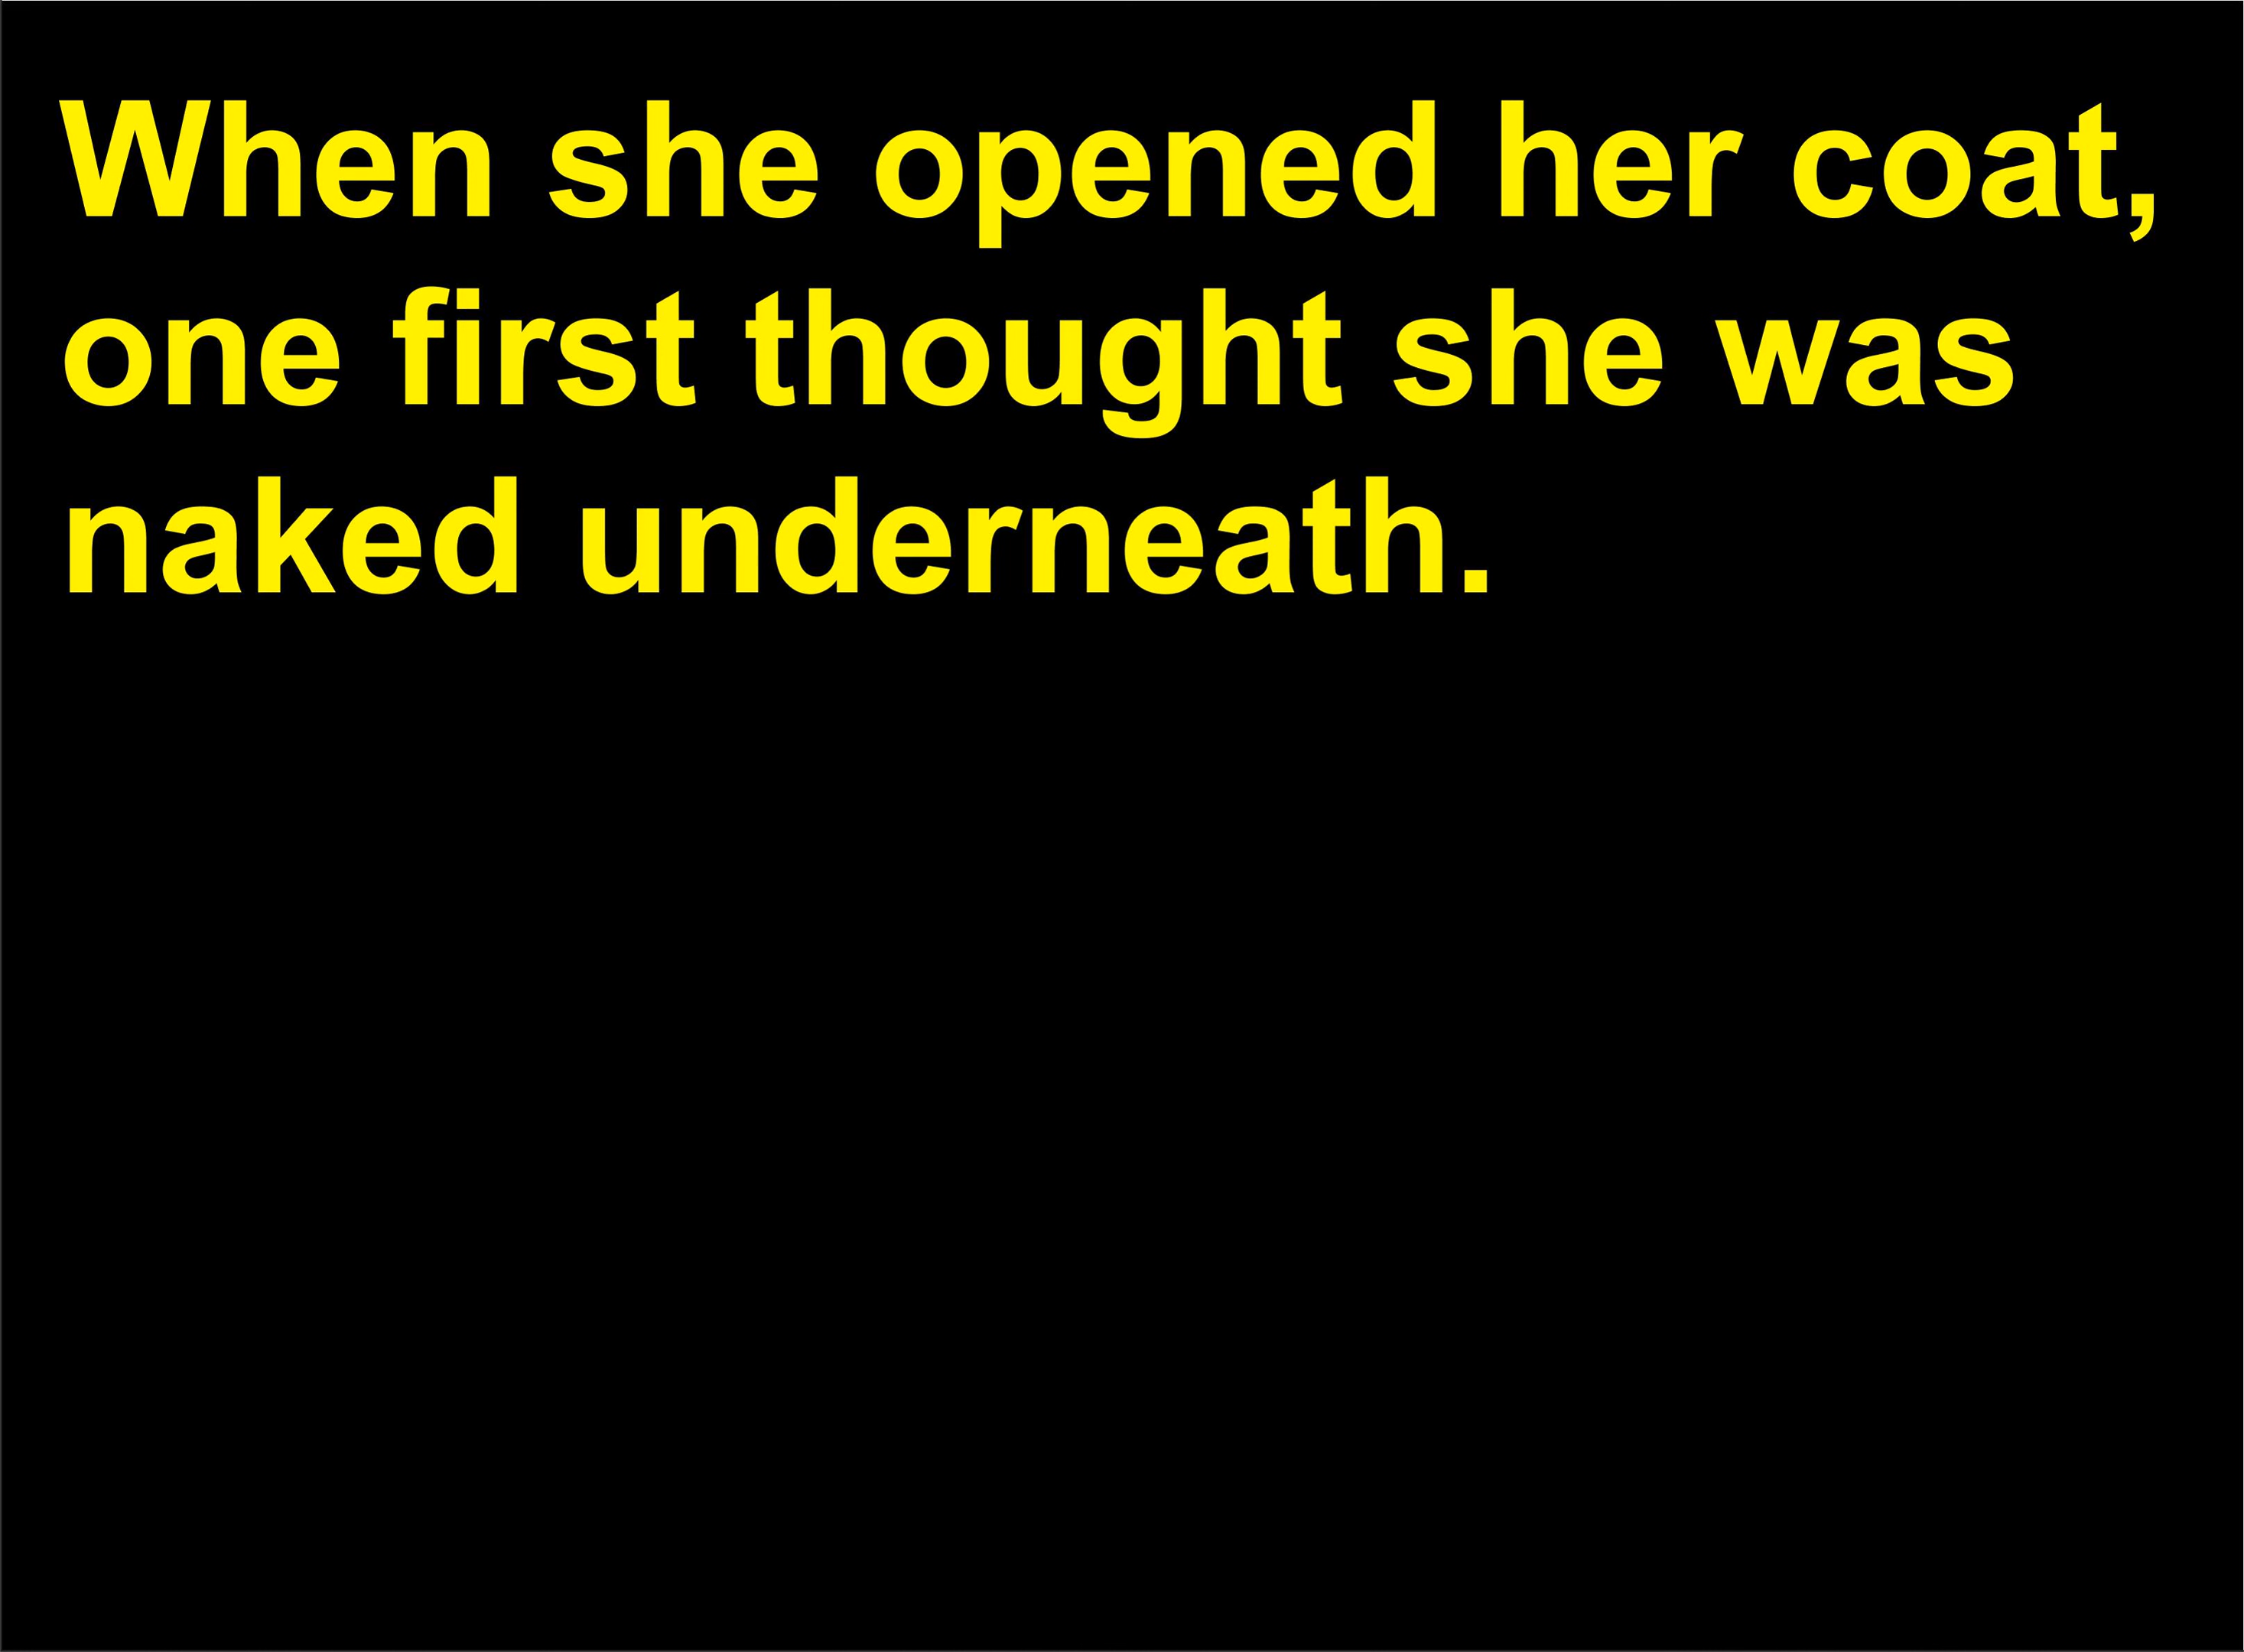 When she opened her coat,
one first thought she was
naked underneath.